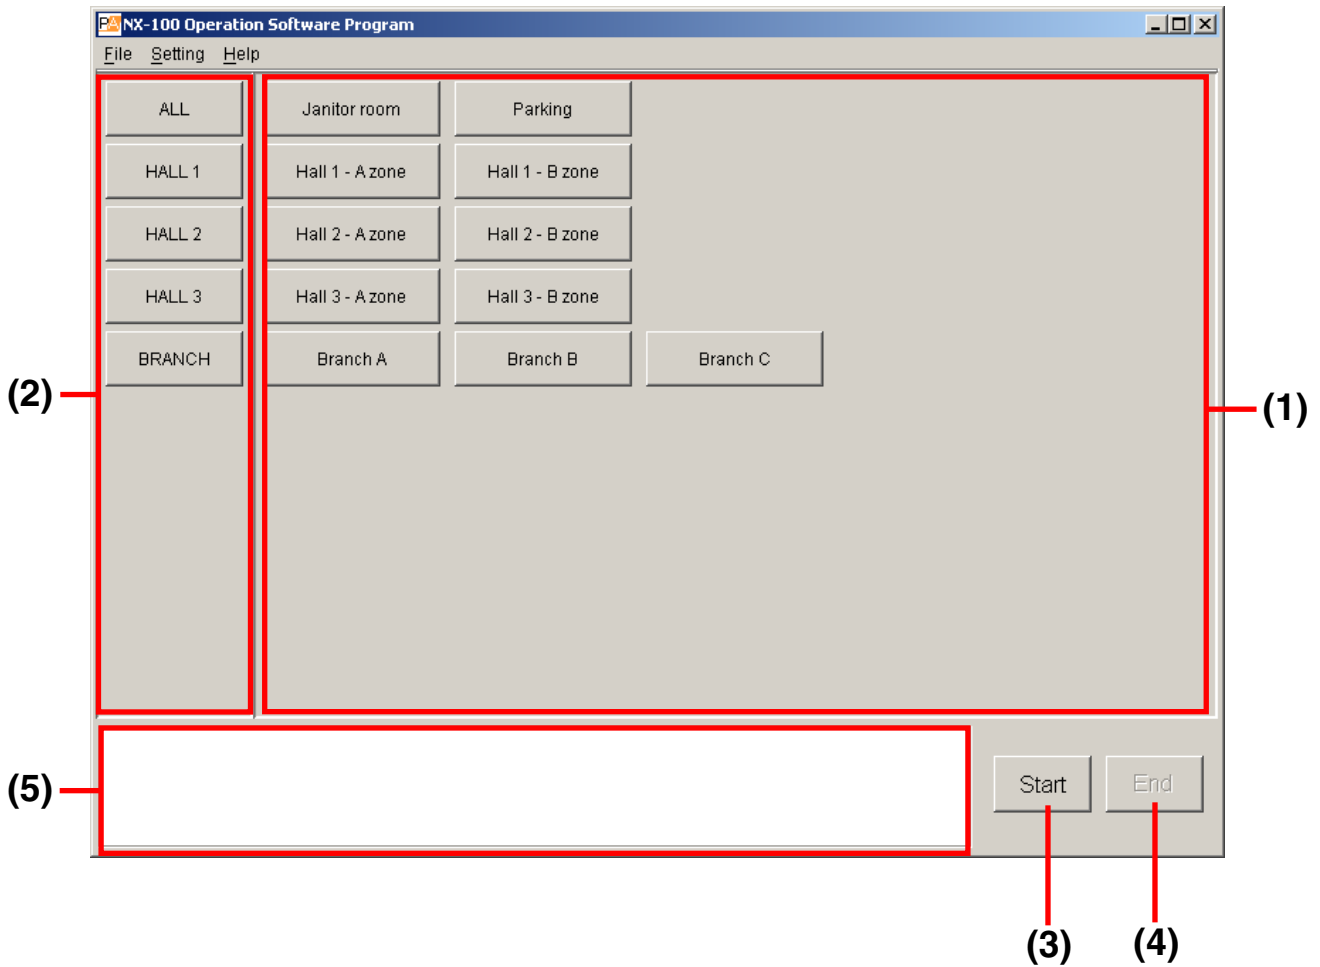 PA NX-100 Operation Software Program
File Setting Help
ALL Janitor room Parking
HALL 1 Hall 1 - A zone Hall 1 - B zone
HALL 2 Hall 2 - A zone Hall 2 - B zone
HALL 3 Hall 3 - A zone Hall 3 - B zone
BRANCH Branch A Branch B Branch C
(2)
(1)
(5)
Start End
(3) (4)